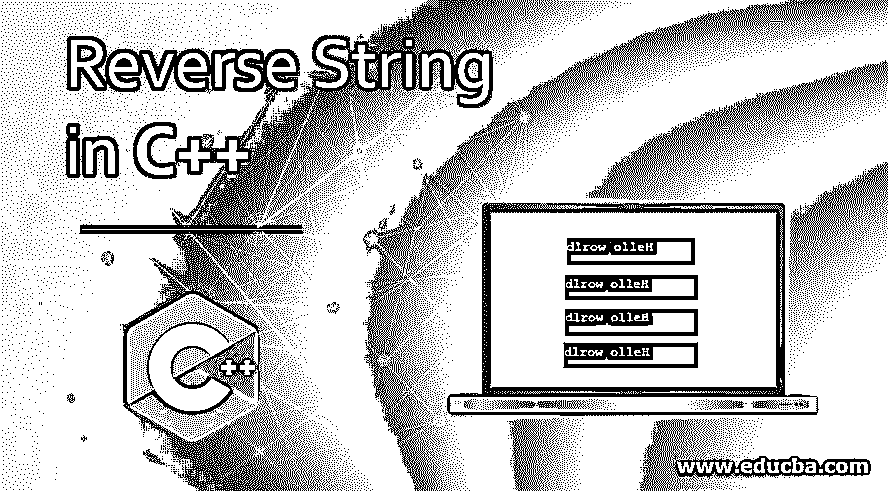 Reverse String
in C++
C++
dlrow olleH
dlrow olleH
dlrow olleH
dlrow olleH
www.educba.com